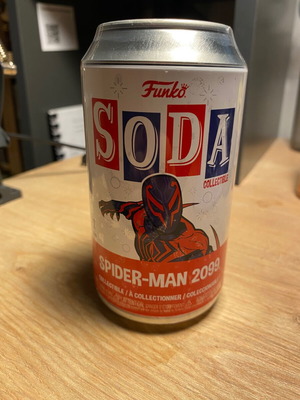 Funko
SODA
COLLECTIBLE
SPIDER-MAN 2099
COLLECTIBLE / À COLLECTIONNER / COLECCIONABLE